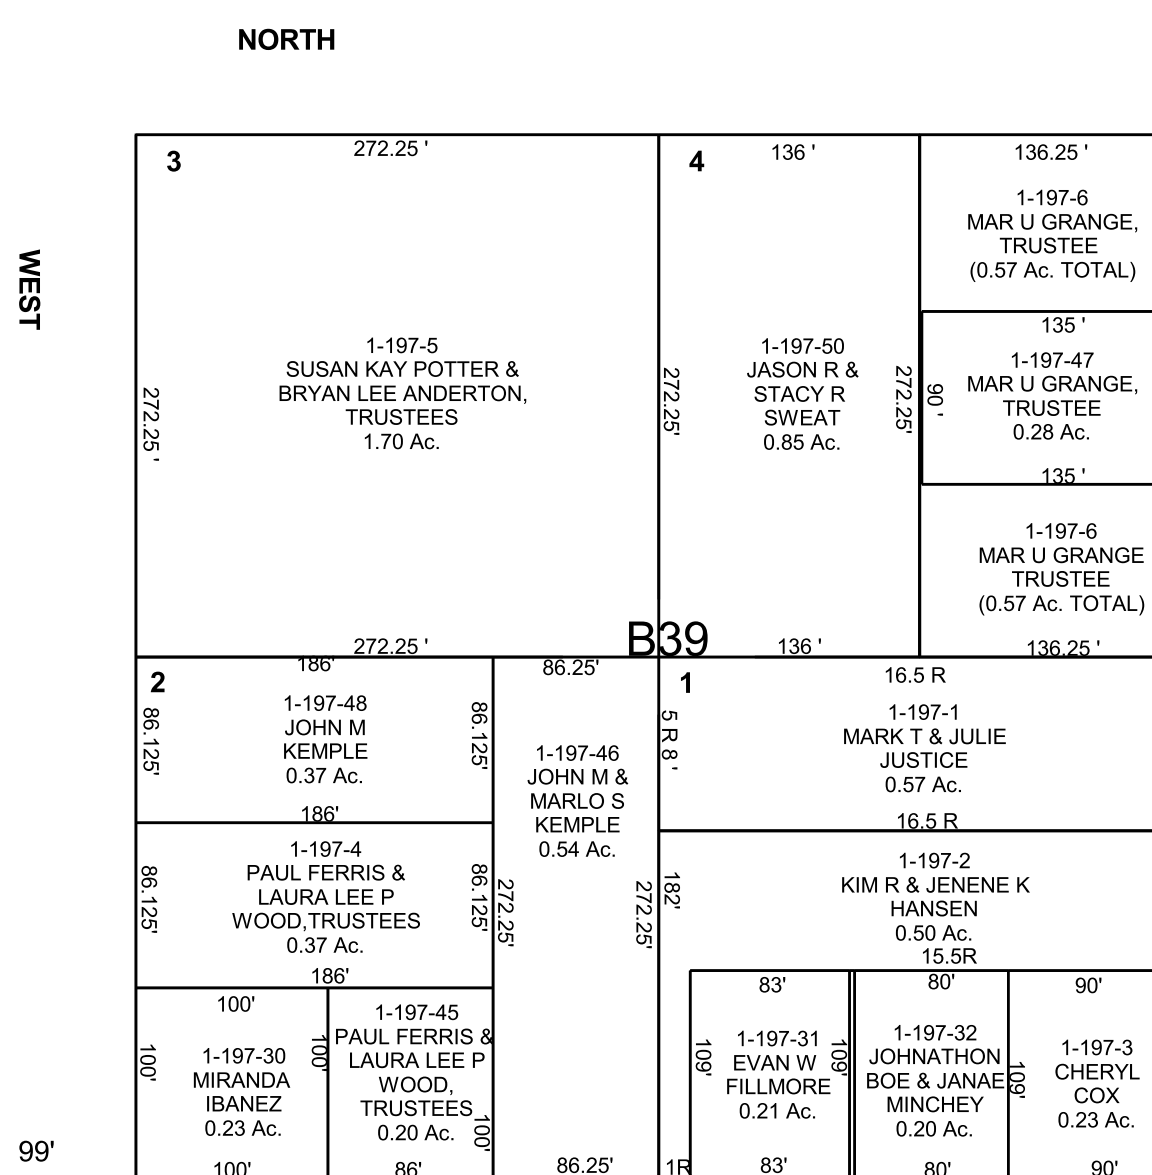 NORTH
WEST
3
272.25 '
272.25 '
1-197-5
SUSAN KAY POTTER &
BRYAN LEE ANDERTON,
TRUSTEES
1.70 Ac.
272.25 '
4
136 '
272.25'
1-197-50
JASON R &
STACY R
SWEAT
0.85 Ac.
272.25'
136 '
136.25 '
1-197-6
MAR U GRANGE,
TRUSTEE
(0.57 Ac. TOTAL)
135 '
90 '
1-197-47
MAR U GRANGE,
TRUSTEE
0.28 Ac.
135 '
1-197-6
MAR U GRANGE
TRUSTEE
(0.57 Ac. TOTAL)
136.25 '
B39
2
186'
86.125'
1-197-48
JOHN M
KEMPLE
0.37 Ac.
86.125'
186'
1-197-4
PAUL FERRIS &
LAURA LEE P
WOOD,TRUSTEES
0.37 Ac.
86.125'
86.125'
186'
86.25'
1-197-46
JOHN M &
MARLO S
KEMPLE
0.54 Ac.
272.25'
272.25'
86.25'
1
16.5 R
5 R 8 '
1-197-1
MARK T & JULIE
JUSTICE
0.57 Ac.
16.5 R
182'
1-197-2
KIM R & JENENE K
HANSEN
0.50 Ac.
15.5R
100'
100'
1-197-30
MIRANDA
IBANEZ
0.23 Ac.
100'
100'
1-197-45
PAUL FERRIS &
LAURA LEE P
WOOD,
TRUSTEES
0.20 Ac.
100'
86'
1R
83'
109'
1-197-31
EVAN W
FILLMORE
0.21 Ac.
109'
83'
80'
1-197-32
JOHNATHON
BOE & JANAE
MINCHEY
0.20 Ac.
109'
80'
90'
1-197-3
CHERYL
COX
0.23 Ac.
90'
99'